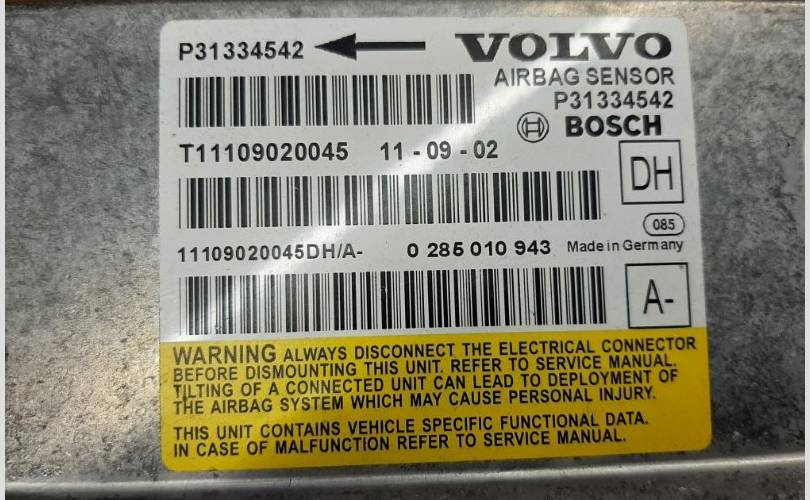 P31334542
VOLVO
AIRBAG SENSOR
P31334542
BOSCH
T11109020045 11 - 09 - 02
DH
085
11109020045DH/A- 0 285 010 943 Made in Germany
A-
WARNING ALWAYS DISCONNECT THE ELECTRICAL CONNECTOR
BEFORE DISMOUNTING THIS UNIT. REFER TO SERVICE MANUAL.
TILTING OF A CONNECTED UNIT CAN LEAD TO DEPLOYMENT OF
THE AIRBAG SYSTEM WHICH MAY CAUSE PERSONAL INJURY.
THIS UNIT CONTAINS VEHICLE SPECIFIC FUNCTIONAL DATA.
IN CASE OF MALFUNCTION REFER TO SERVICE MANUAL.